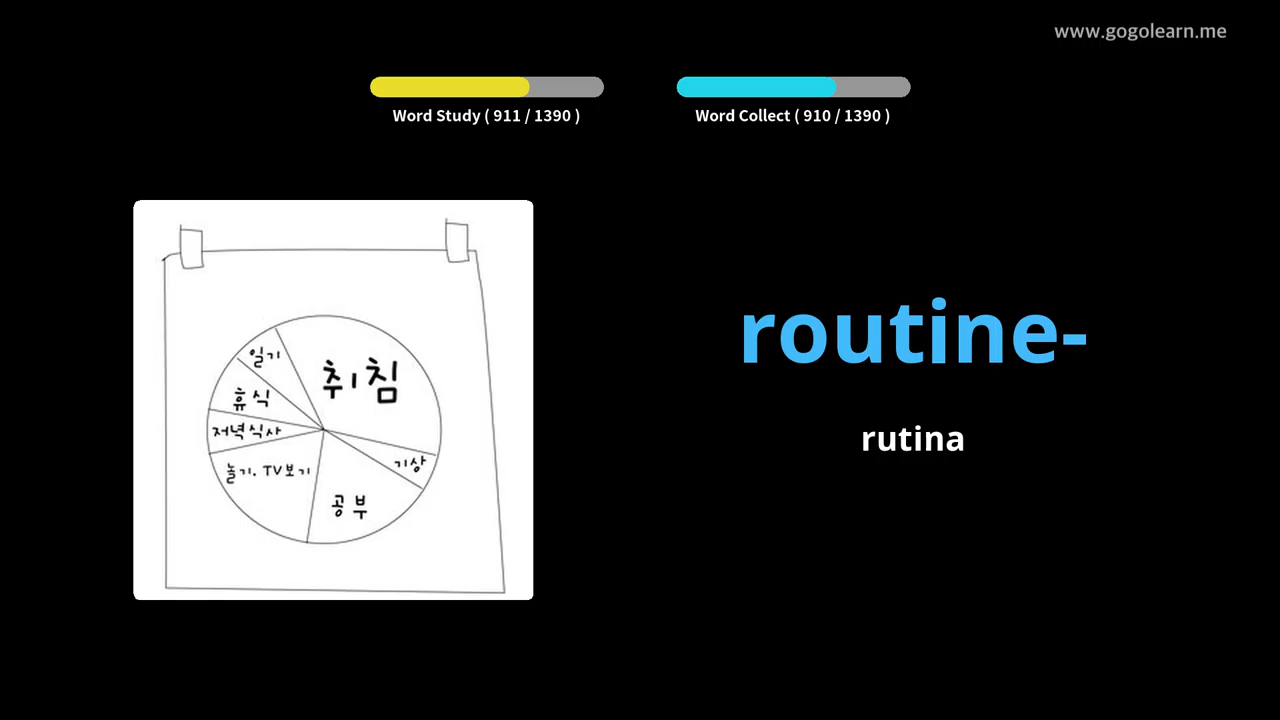 www.gogolearn.me
Word Study ( 911 / 1390 )
Word Collect ( 910 / 1390 )
일기
취침
휴식
저녁식사
기상
놀기. TV보기
공부
routine-
rutina